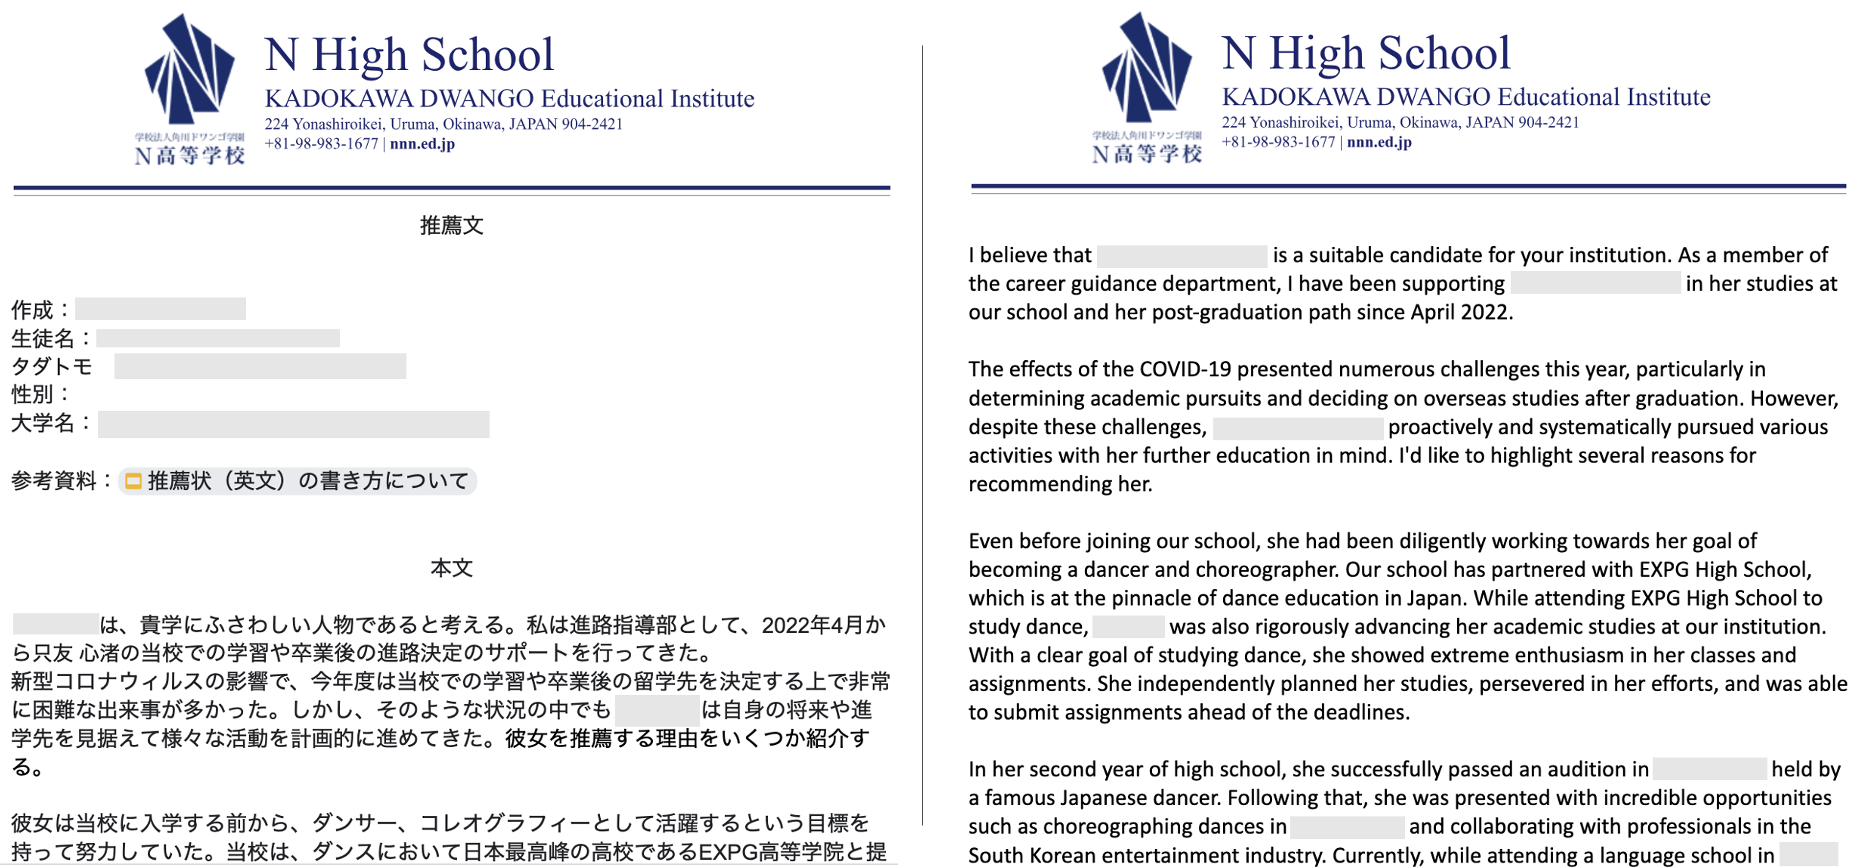 学校法人角川ドワンゴ学園
N高等学校
N High School
KADOKAWA DWANGO Educational Institute
224 Yonashiroikei, Uruma, Okinawa, JAPAN 904-2421
+81-98-983-1677 | nnn.ed.jp
推薦文
作成：
生徒名：
タダトモ
性別：
大学名：
参考資料： 推薦状（英文）の書き方について
本文
は、貴学にふさわしい人物であると考える。私は進路指導部として、2022年4月か
ら只友 心渚の当校での学習や卒業後の進路決定のサポートを行ってきた。
新型コロナウィルスの影響で、今年度は当校での学習や卒業後の留学先を決定する上で非常
に困難な出来事が多かった。しかし、そのような状況の中でも は自身の将来や進
学先を見据えて様々な活動を計画的に進めてきた。彼女を推薦する理由をいくつか紹介す
る。
彼女は当校に入学する前から、ダンサー、コレオグラフィーとして活躍するという目標を
持って努力していた。当校は、ダンスにおいて日本最高峰の高校であるEXPG高等学院と提
学校法人角川ドワンゴ学園
N高等学校
N High School
KADOKAWA DWANGO Educational Institute
224 Yonashiroikei, Uruma, Okinawa, JAPAN 904-2421
+81-98-983-1677 | nnn.ed.jp
I believe that is a suitable candidate for your institution. As a member of
the career guidance department, I have been supporting in her studies at
our school and her post-graduation path since April 2022.
The effects of the COVID-19 presented numerous challenges this year, particularly in
determining academic pursuits and deciding on overseas studies after graduation. However,
despite these challenges, proactively and systematically pursued various
activities with her further education in mind. I'd like to highlight several reasons for
recommending her.
Even before joining our school, she had been diligently working towards her goal of
becoming a dancer and choreographer. Our school has partnered with EXPG High School,
which is at the pinnacle of dance education in Japan. While attending EXPG High School to
study dance, was also rigorously advancing her academic studies at our institution.
With a clear goal of studying dance, she showed extreme enthusiasm in her classes and
assignments. She independently planned her studies, persevered in her efforts, and was able
to submit assignments ahead of the deadlines.
In her second year of high school, she successfully passed an audition in held by
a famous Japanese dancer. Following that, she was presented with incredible opportunities
such as choreographing dances in and collaborating with professionals in the
South Korean entertainment industry. Currently, while attending a language school in